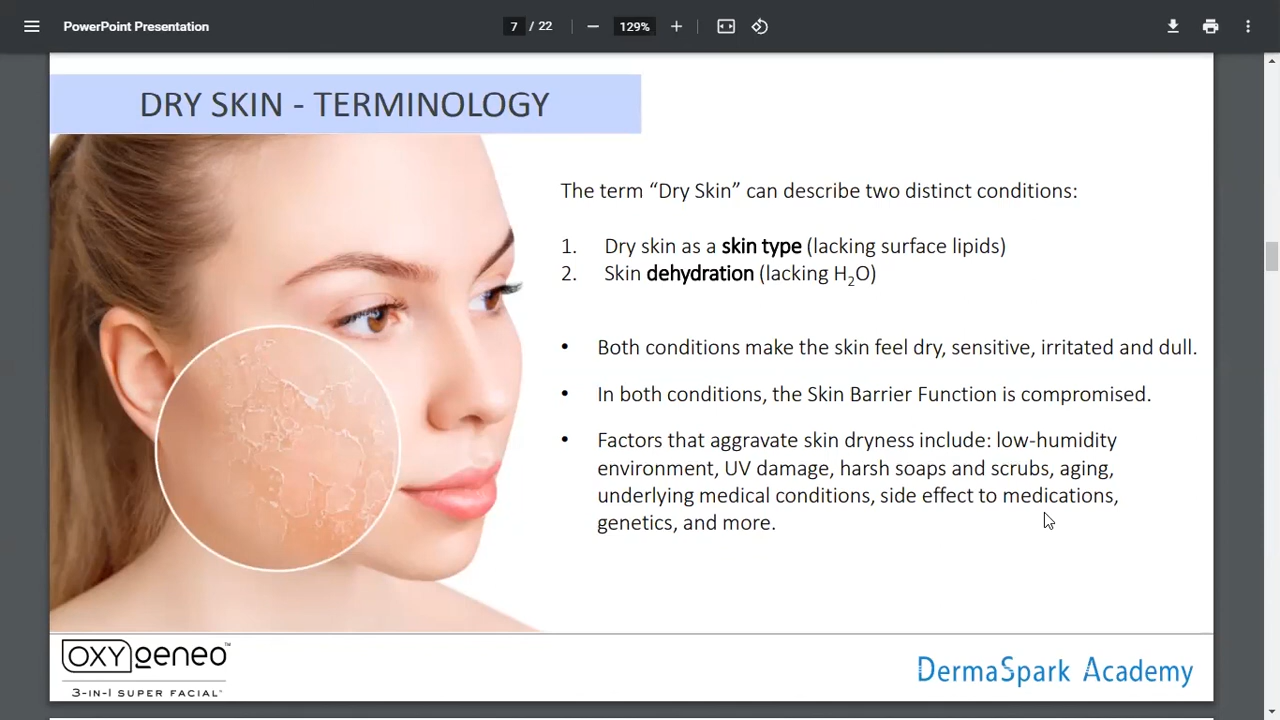 PowerPoint Presentation
7 / 22
129%
DRY SKIN - TERMINOLOGY
The term “Dry Skin” can describe two distinct conditions:
1. Dry skin as a skin type (lacking surface lipids)
2. Skin dehydration (lacking H₂O)
• Both conditions make the skin feel dry, sensitive, irritated and dull.
• In both conditions, the Skin Barrier Function is compromised.
• Factors that aggravate skin dryness include: low-humidity
environment, UV damage, harsh soaps and scrubs, aging,
underlying medical conditions, side effect to medications,
genetics, and more.
OXYgeneo™
3-IN-1 SUPER FACIAL™
DermaSpark Academy